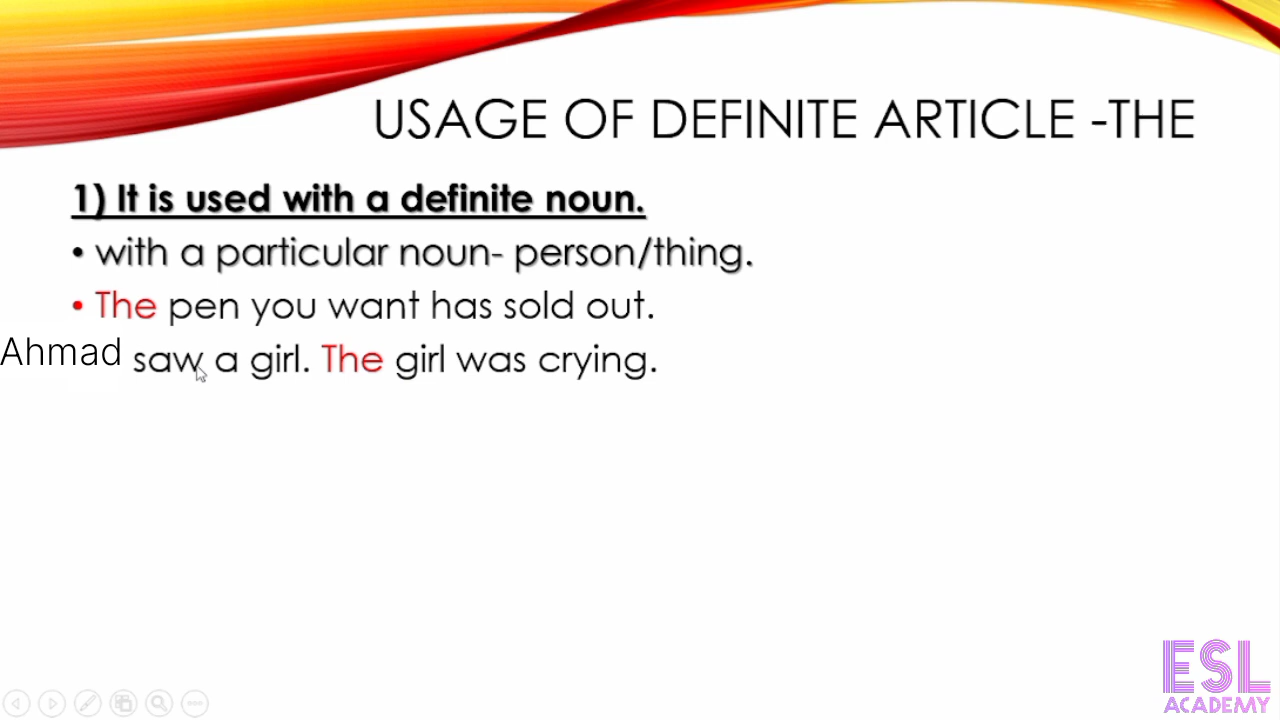 USAGE OF DEFINITE ARTICLE -THE
1) It is used with a definite noun.
• with a particular noun- person/thing.
• The pen you want has sold out.
Ahmad saw a girl. The girl was crying.
ESL
ACADEMY